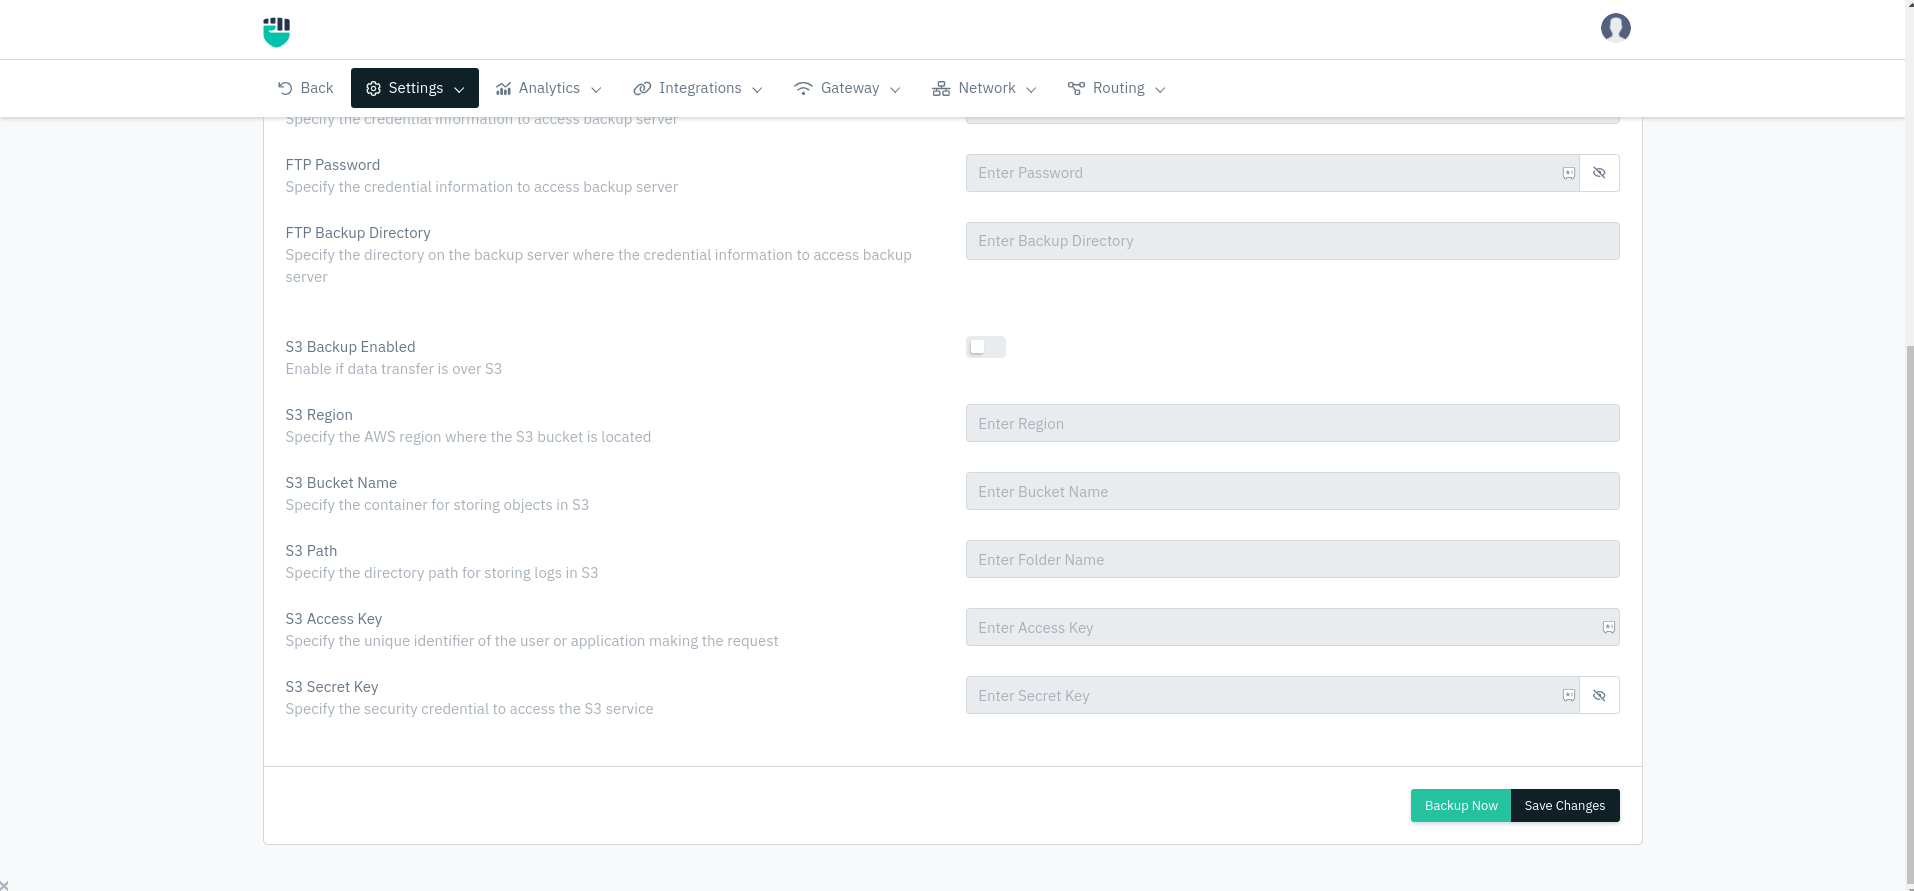 Back
Settings
Analytics
Integrations
Gateway
Network
Routing
Specify the credential information to access backup server
FTP Password
Enter Password
Specify the credential information to access backup server
FTP Backup Directory
Enter Backup Directory
Specify the directory on the backup server where the credential information to access backup
server
S3 Backup Enabled
Enable if data transfer is over S3
S3 Region
Enter Region
Specify the AWS region where the S3 bucket is located
S3 Bucket Name
Enter Bucket Name
Specify the container for storing objects in S3
S3 Path
Enter Folder Name
Specify the directory path for storing logs in S3
S3 Access Key
Enter Access Key
Specify the unique identifier of the user or application making the request
S3 Secret Key
Enter Secret Key
Specify the security credential to access the S3 service
Backup Now
Save Changes